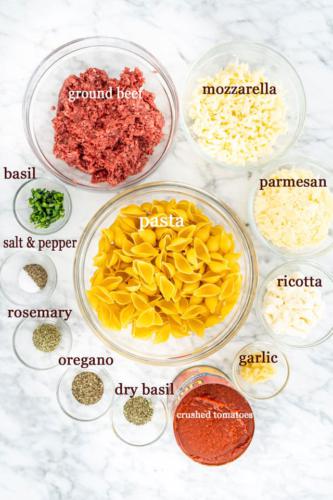 ground beef
mozzarella
basil
parmesan
pasta
salt & pepper
ricotta
rosemary
garlic
oregano
dry basil
crushed tomatoes